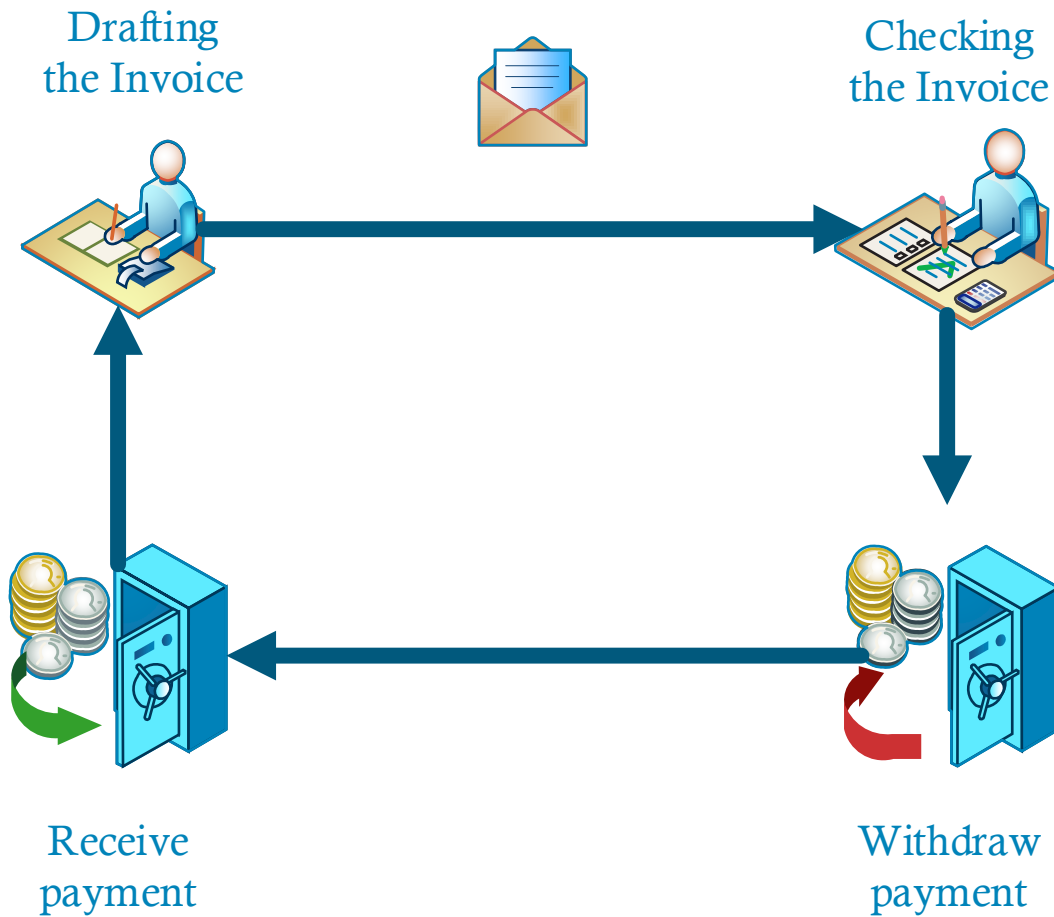 Drafting
the Invoice
Checking
the Invoice
Receive
payment
Withdraw
payment